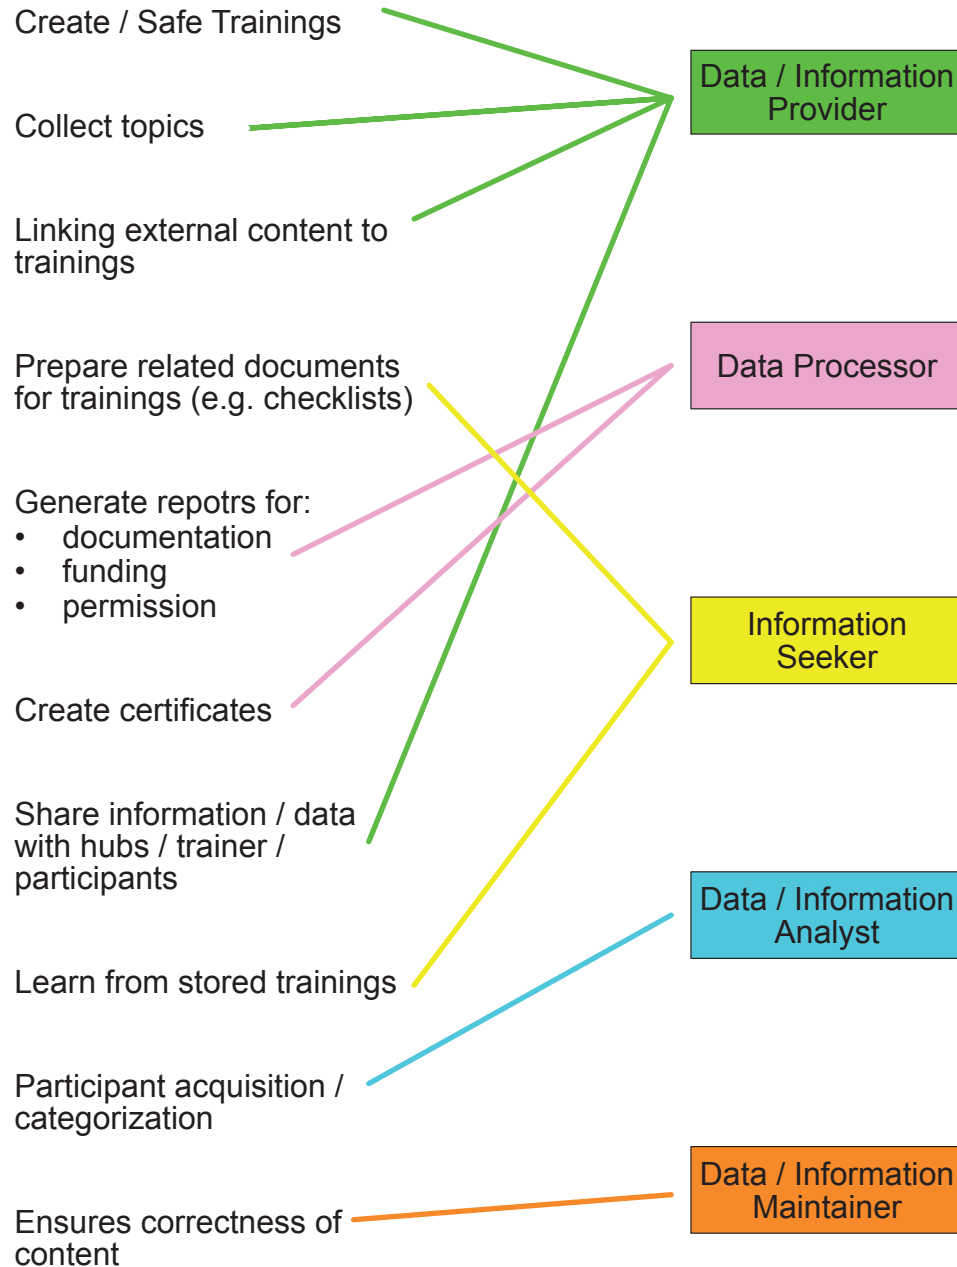 Create / Safe Trainings
Collect topics
Linking external content to
trainings
Prepare related documents
for trainings (e.g. checklists)
Generate repotrs for:
• documentation
• funding
• permission
Create certificates
Share information / data
with hubs / trainer /
participants
Learn from stored trainings
Participant acquisition /
categorization
Ensures correctness of
content
Data / Information
Provider
Data Processor
Information
Seeker
Data / Information
Analyst
Data / Information
Maintainer